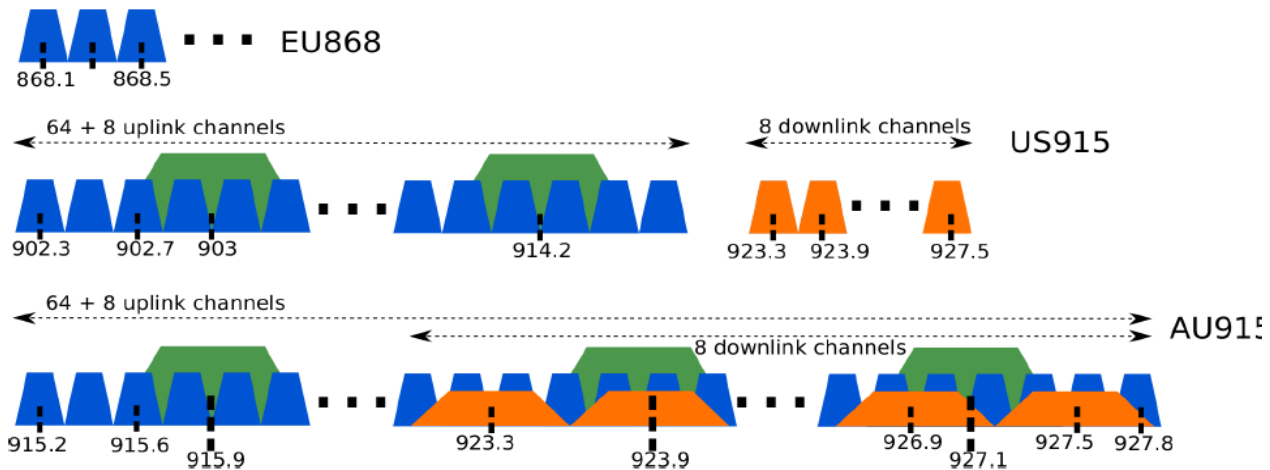 EU868
868.1 868.5
64 + 8 uplink channels
8 downlink channels
US915
902.3 902.7 903 914.2 923.3 923.9 927.5
64 + 8 uplink channels
AU915
8 downlink channels
915.2 915.6 915.9 923.3 923.9 926.9 927.1 927.5 927.8